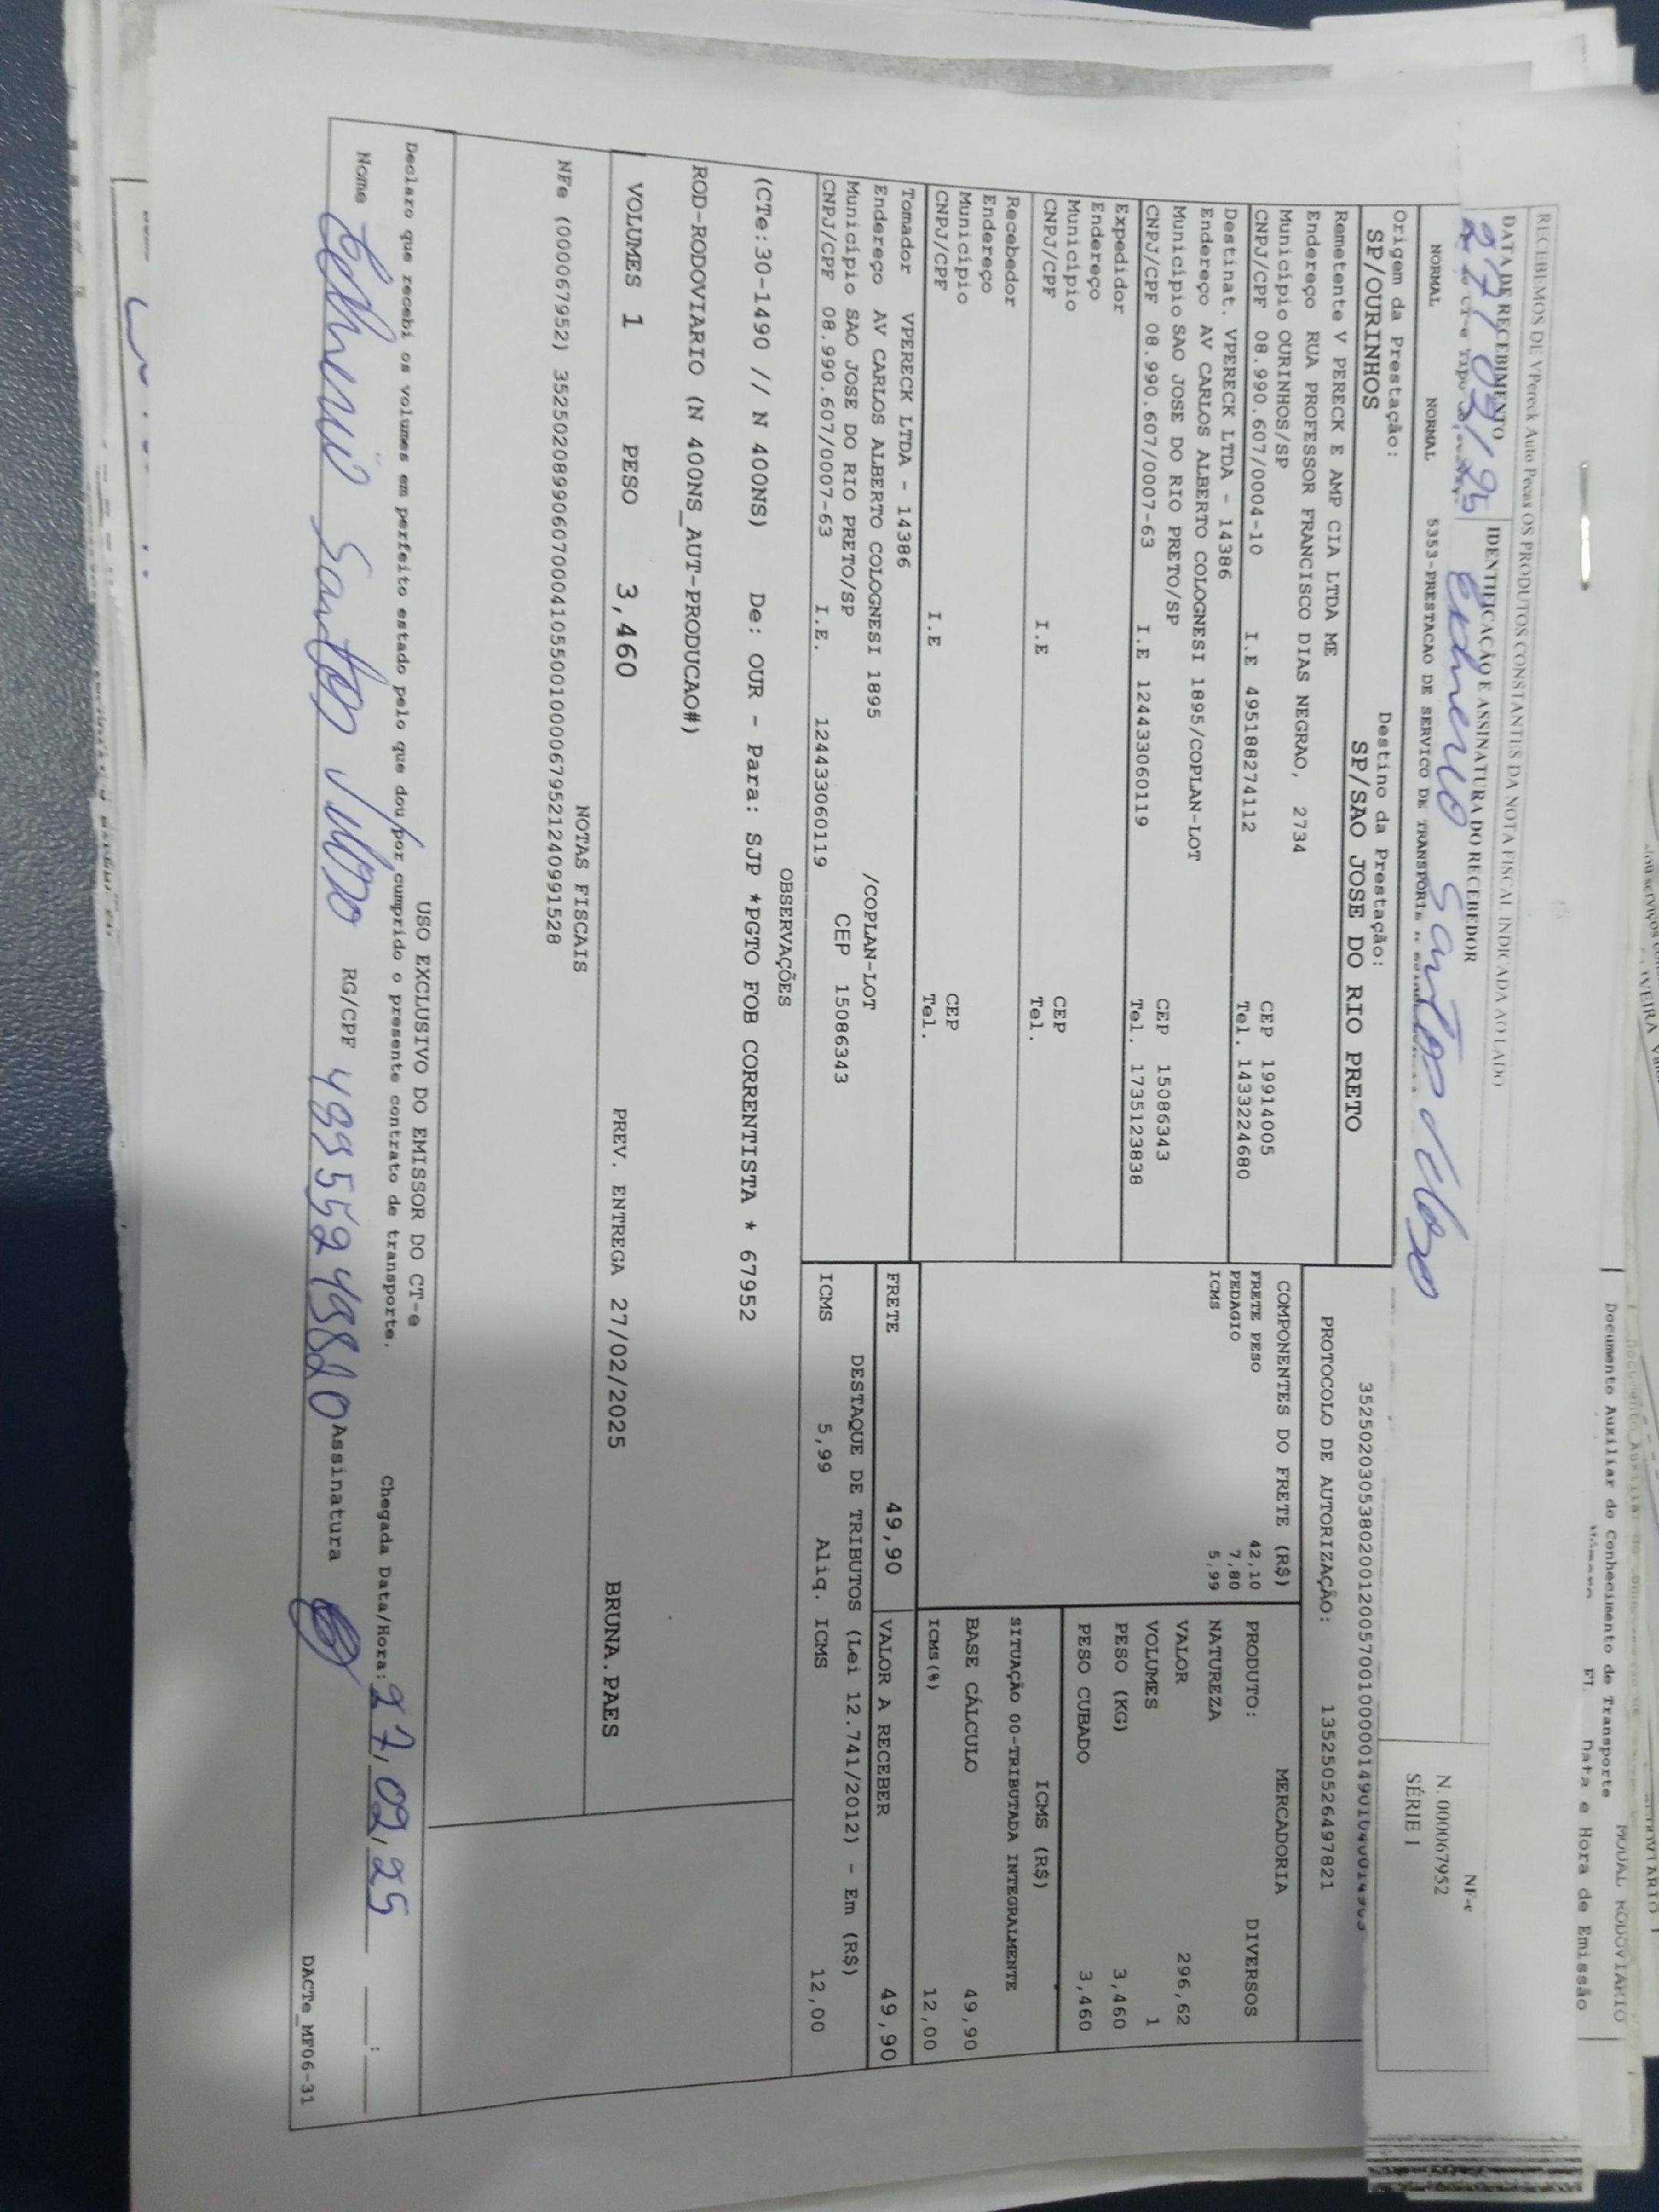 RECEBEMOS DE VPereck Auto Pecas OS PRODUTOS CONSTANTES DA NOTA FISCAL INDICADA AO LADO
DATA DE RECEBIMENTO
IDENTIFICAÇÃO E ASSINATURA DO RECEBEDOR
27/02/25
Santos
NF-e
N. 000067952
SÉRIE 1
Documento Auxiliar do Conhecimento de Transporte
MODAL RODOVIARIO
FL. Data e Hora de Emissão
NORMAL NORMAL 5353-PRESTACAO DE SERVICO DE TRANSPORTE
Origem da Prestação: Destino da Prestação:
SP/OURINHOS SP/SAO JOSE DO RIO PRETO
PROTOCOLO DE AUTORIZAÇÃO: 135250526497821
Remetente V PERECK E AMP CIA LTDA ME
Endereço RUA PROFESSOR FRANCISCO DIAS NEGRAO, 2734
Município OURINHOS/SP CEP 19914005
CNPJ/CPF 08.990.607/0004-10 I.E 495188274112 Tel. 1433224680
Destinat. VPERECK LTDA - 14386
Endereço AV CARLOS ALBERTO COLOGNESI 1895/COPLAN-LOT
Município SAO JOSE DO RIO PRETO/SP CEP 15086343
CNPJ/CPF 08.990.607/0007-63 I.E 124433060119 Tel. 173512383​8
Expedidor
Endereço
Município CEP
CNPJ/CPF I.E Tel.
Recebedor
Endereço
Município CEP
CNPJ/CPF I.E Tel.
Tomador VPERECK LTDA - 14386
Endereço AV CARLOS ALBERTO COLOGNESI 1895 /COPLAN-LOT
Município SAO JOSE DO RIO PRETO/SP CEP 15086343
CNPJ/CPF 08.990.607/0007-63 I.E. 124433060119
COMPONENTES DO FRETE (R$)
FRETE PESO 42,10
PEDAGIO 7,80
ICMS 5,99
MERCADORIA
PRODUTO: DIVERSOS
NATUREZA
VALOR 296,62
VOLUMES 1
PESO (KG) 3,460
PESO CUBADO 3,460
ICMS (R$)
SITUAÇÃO 00-TRIBUTADA INTEGRALMENTE
BASE CÁLCULO 49,90
ICMS(%) 12,00
FRETE 49,90 VALOR A RECEBER 49,90
DESTAQUE DE TRIBUTOS (Lei 12.741/2012) - Em (R$)
ICMS 5,99 Aliq. ICMS 12,00
OBSERVAÇÕES
(CTe:30-1490 // N 400NS) De: OUR - Para: SJP *PGTO FOB CORRENTISTA * 67952
ROD-RODOVIARIO (N 400NS_AUT-PRODUCAO#)
VOLUMES 1 PESO 3,460 PREV. ENTREGA 27/02/2025 BRUNA.PAES
NOTAS FISCAIS
NFe (000067952) 35250208990607000410550010000679521240991528
USO EXCLUSIVO DO EMISSOR DO CT-e
Declaro que recebi os volumes em perfeito estado pelo que dou por cumprido o presente contrato de transporte. Chegada Data/Hora: 27/02/25
Nome Santos RG/CPF 49955249820 Assinatura
DACTe_MF06-31